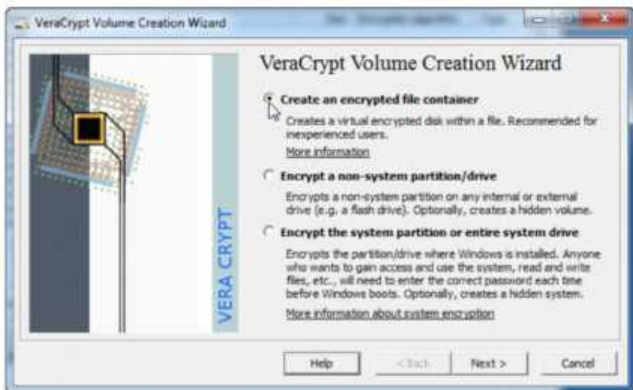 VeraCrypt Volume Creation Wizard
VeraCrypt Volume Creation Wizard
Create an encrypted file container
Creates a virtual encrypted disk within a file. Recommended for
inexperienced users.
More information
Encrypt a non-system partition/drive
Encrypts a non-system partition on any internal or external
drive (e.g. a flash drive). Optionally, creates a hidden volume.
Encrypt the system partition or entire system drive
Encrypts the partition/drive where Windows is installed. Anyone
who wants to gain access and use the system, read and write
files, etc., will need to enter the correct password each time
before Windows boots. Optionally, creates a hidden system.
More information about system encryption
VERA CRYPT
Help
< Back
Next >
Cancel